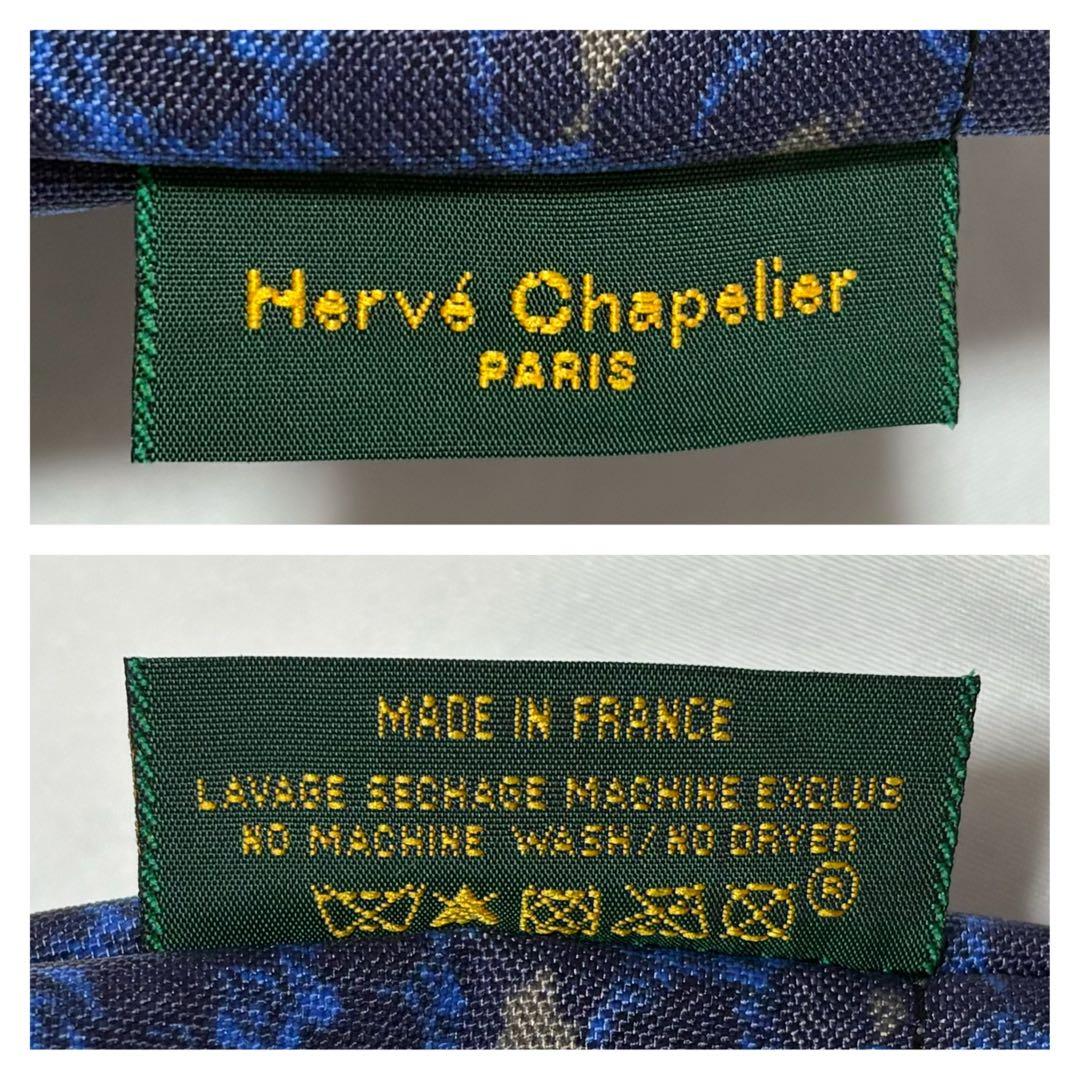 Hervé Chapelier
PARIS
MADE IN FRANCE
LAVAGE SECHAGE MACHINE EXCLUS
NO MACHINE WASH/NO DRYER
®